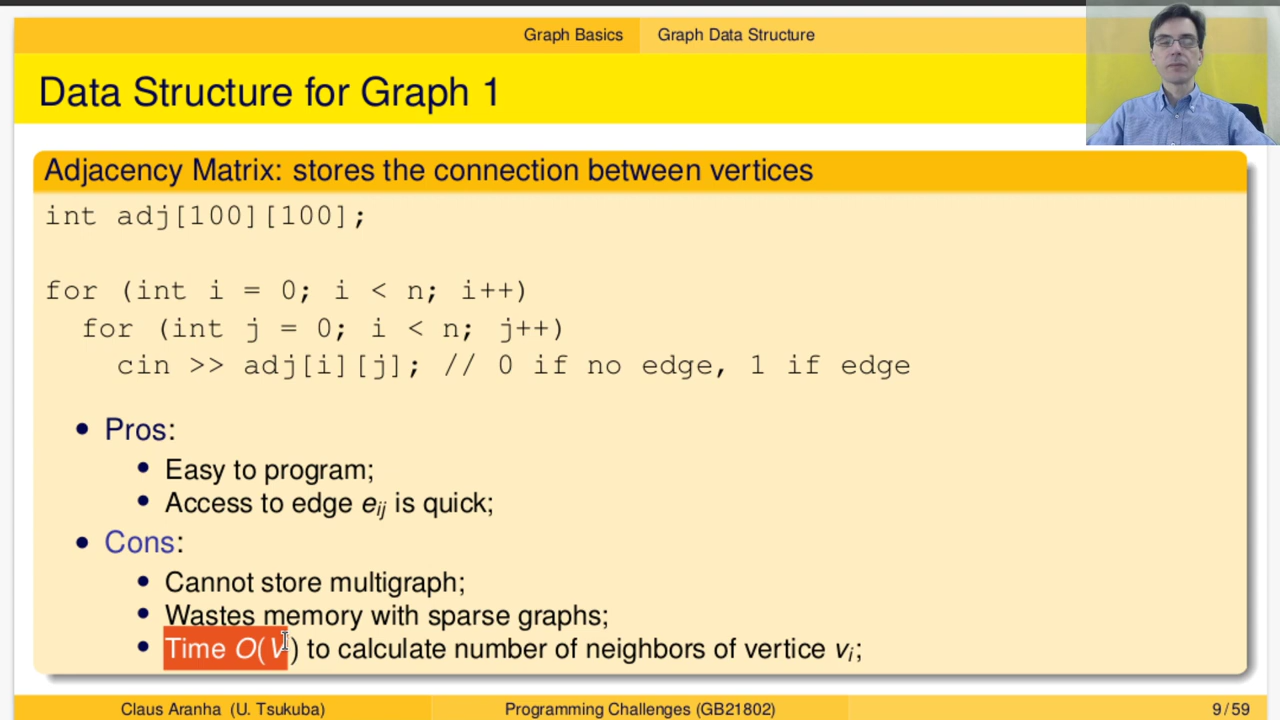 Graph Basics Graph Data Structure
Data Structure for Graph 1
Adjacency Matrix: stores the connection between vertices
int adj[100][100];
for (int i = 0; i < n; i++)
for (int j = 0; i < n; j++)
cin >> adj[i][j]; // 0 if no edge, 1 if edge
• Pros:
• Easy to program;
• Access to edge eij is quick;
• Cons:
• Cannot store multigraph;
• Wastes memory with sparse graphs;
• Time O(V) to calculate number of neighbors of vertice vi;
Claus Aranha (U. Tsukuba) Programming Challenges (GB21802) 9/59